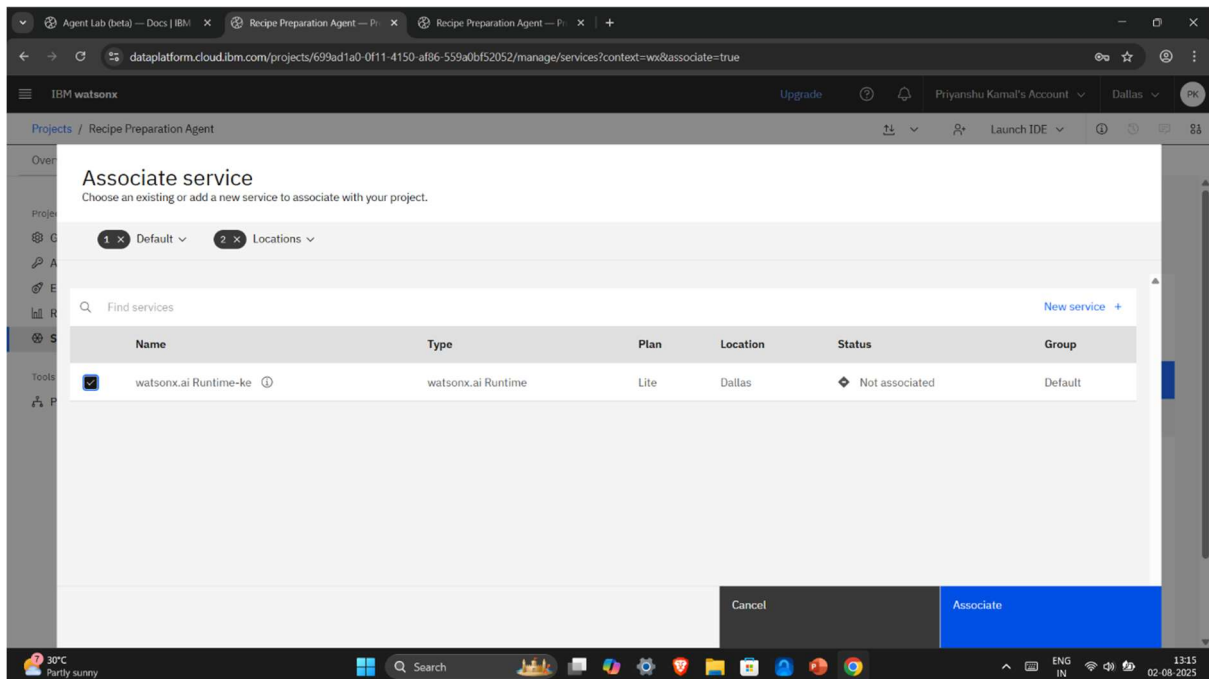 Agent Lab (beta) — Docs | IBM
Recipe Preparation Agent — Pr
Recipe Preparation Agent — Pr
dataplatform.cloud.ibm.com/projects/699ad1a0-0f11-4150-af86-559a0bf52052/manage/services?context=wx&associate=true
IBM watsonx
Upgrade
Priyanshu Kamal's Account
Dallas
PK
Projects / Recipe Preparation Agent
Launch IDE
Over
Associate service
Choose an existing or add a new service to associate with your project.
Proje
1 × Default
2 × Locations
G
A
E
R
S
Find services
New service +
Name Type Plan Location Status Group
Tools
watsonx.ai Runtime-ke watsonx.ai Runtime Lite Dallas Not associated Default
P
Cancel
Associate
7
30°C
Partly sunny
Search
ENG
IN
13:15
02-08-2025